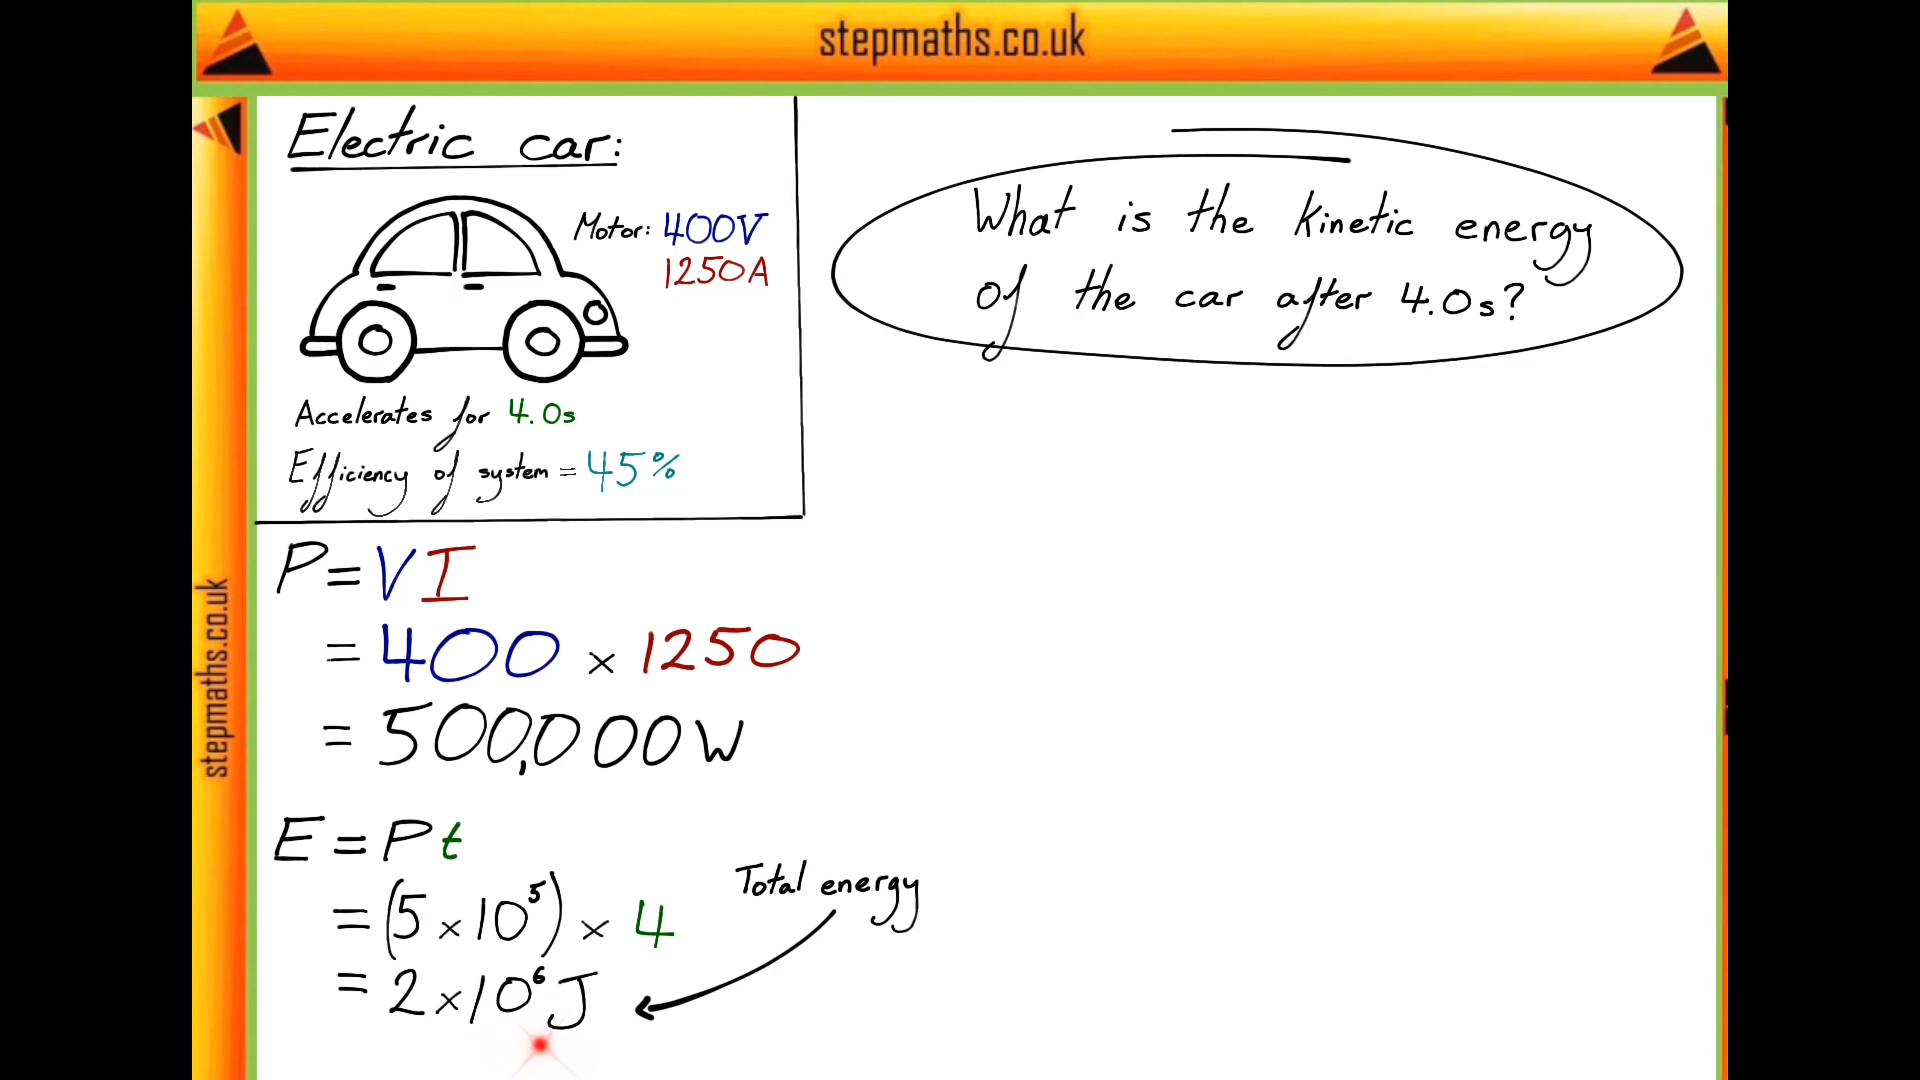 stepmaths.co.uk
stepmaths.co.uk
Electric car:
Motor: 400V
1250A
Accelerates for 4.0s
Efficiency of system = 45%
What is the kinetic energy
of the car after 4.0s?
P = VI
= 400 × 1250
= 500,000W
E = Pt
= (5 × 10⁵) × 4
= 2 × 10⁶ J
Total energy